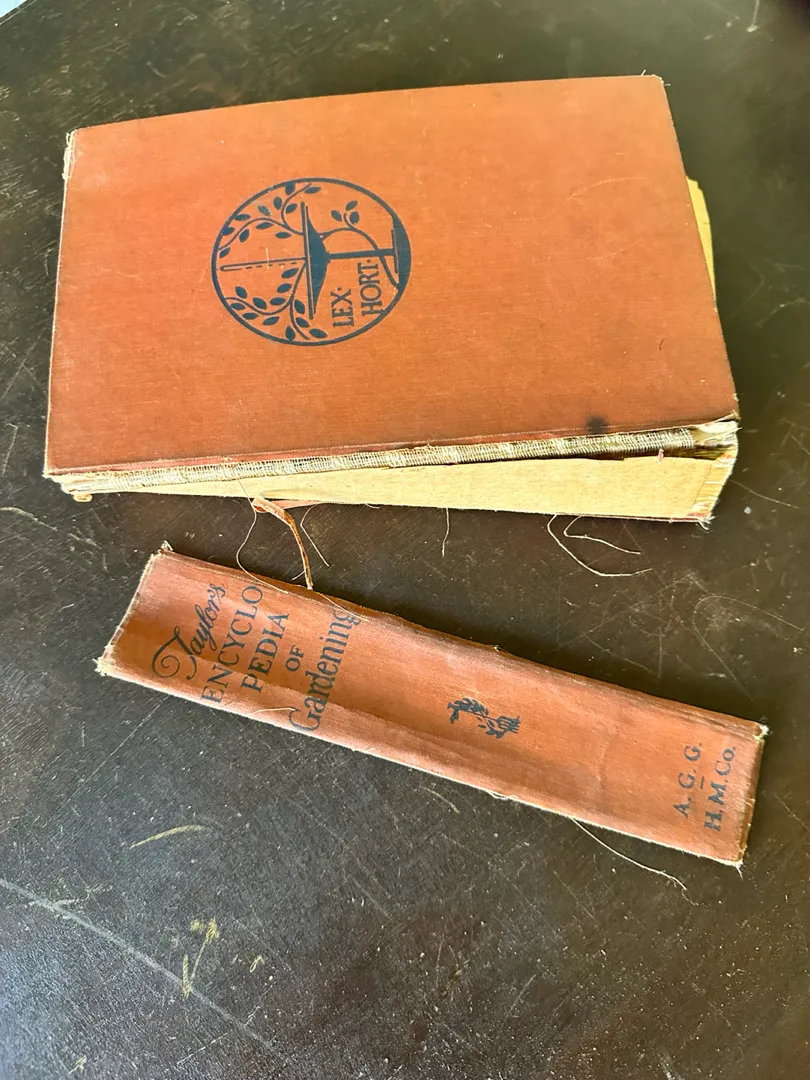 LEX·
HORT·
Taylor's
ENCYCLO
PEDIA
OF
Gardening
A. G. G.
H. M. Co.